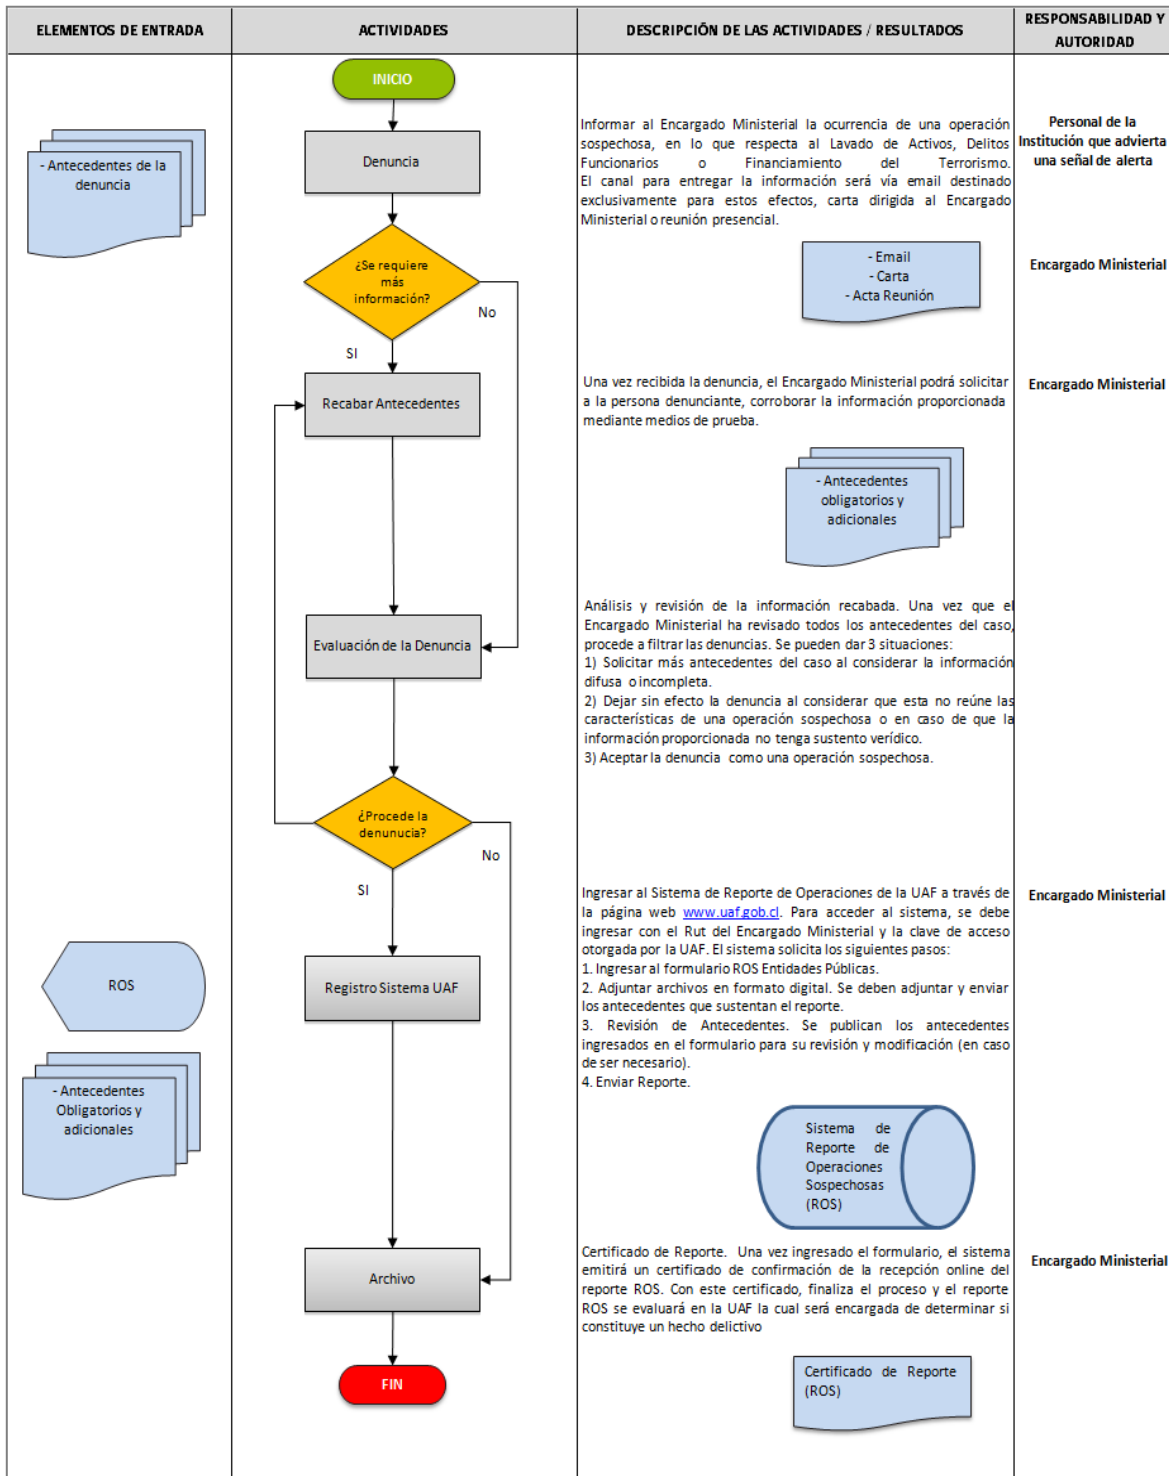 ELEMENTOS DE ENTRADA
ACTIVIDADES
DESCRIPCIÓN DE LAS ACTIVIDADES / RESULTADOS
RESPONSABILIDAD Y
AUTORIDAD
INICIO
- Antecedentes de la
denuncia
Denuncia
Informar al Encargado Ministerial la ocurrencia de una operación
sospechosa, en lo que respecta al Lavado de Activos, Delitos
Funcionarios o Financiamiento del Terrorismo.
El canal para entregar la información será vía email destinado
exclusivamente para estos efectos, carta dirigida al Encargado
Ministerial o reunión presencial.
Personal de la
Institución que advierta
una señal de alerta
¿Se requiere
más
información?
No
SI
- Email
- Carta
- Acta Reunión
Encargado Ministerial
Recabar Antecedentes
Una vez recibida la denuncia, el Encargado Ministerial podrá solicitar
a la persona denunciante, corroborar la información proporcionada
mediante medios de prueba.
Encargado Ministerial
- Antecedentes
obligatorios y
adicionales
Evaluación de la Denuncia
Análisis y revisión de la información recabada. Una vez que el
Encargado Ministerial ha revisado todos los antecedentes del caso,
procede a filtrar las denuncias. Se pueden dar 3 situaciones:
1) Solicitar más antecedentes del caso al considerar la información
difusa o incompleta.
2) Dejar sin efecto la denuncia al considerar que esta no reúne las
características de una operación sospechosa o en caso de que la
información proporcionada no tenga sustento verídico.
3) Aceptar la denuncia como una operación sospechosa.
¿Procede la
denunucia?
No
SI
Ingresar al Sistema de Reporte de Operaciones de la UAF a través de
la página web www.uaf.gob.cl. Para acceder al sistema, se debe
ingresar con el Rut del Encargado Ministerial y la clave de acceso
otorgada por la UAF. El sistema solicita los siguientes pasos:
1. Ingresar al formulario ROS Entidades Públicas.
2. Adjuntar archivos en formato digital. Se deben adjuntar y enviar
los antecedentes que sustentan el reporte.
3. Revisión de Antecedentes. Se publican los antecedentes
ingresados en el formulario para su revisión y modificación (en caso
de ser necesario).
4. Enviar Reporte.
Encargado Ministerial
ROS
Registro Sistema UAF
- Antecedentes
Obligatorios y
adicionales
Sistema de
Reporte de
Operaciones
Sospechosas
(ROS)
Archivo
Certificado de Reporte. Una vez ingresado el formulario, el sistema
emitirá un certificado de confirmación de la recepción online del
reporte ROS. Con este certificado, finaliza el proceso y el reporte
ROS se evaluará en la UAF la cual será encargada de determinar si
constituye un hecho delictivo
Encargado Ministerial
FIN
Certificado de Reporte
(ROS)